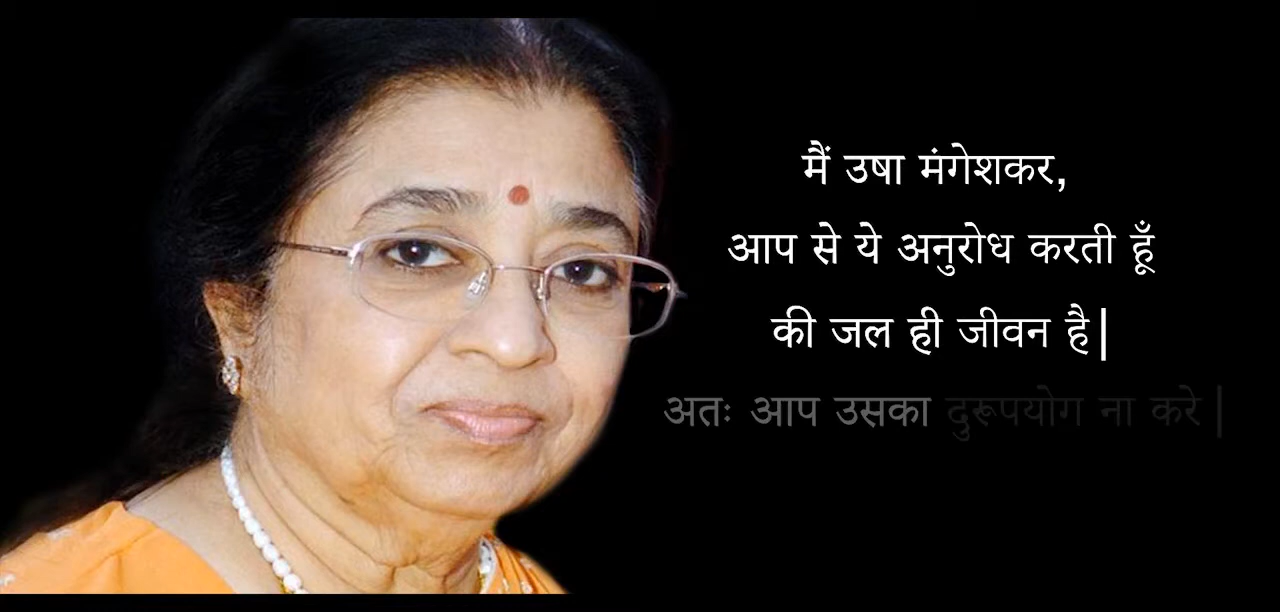 मैं उषा मंगेशकर,
आप से ये अनुरोध करती हूँ
की जल ही जीवन है|
अतः आप उसका दुरूपयोग ना करे|